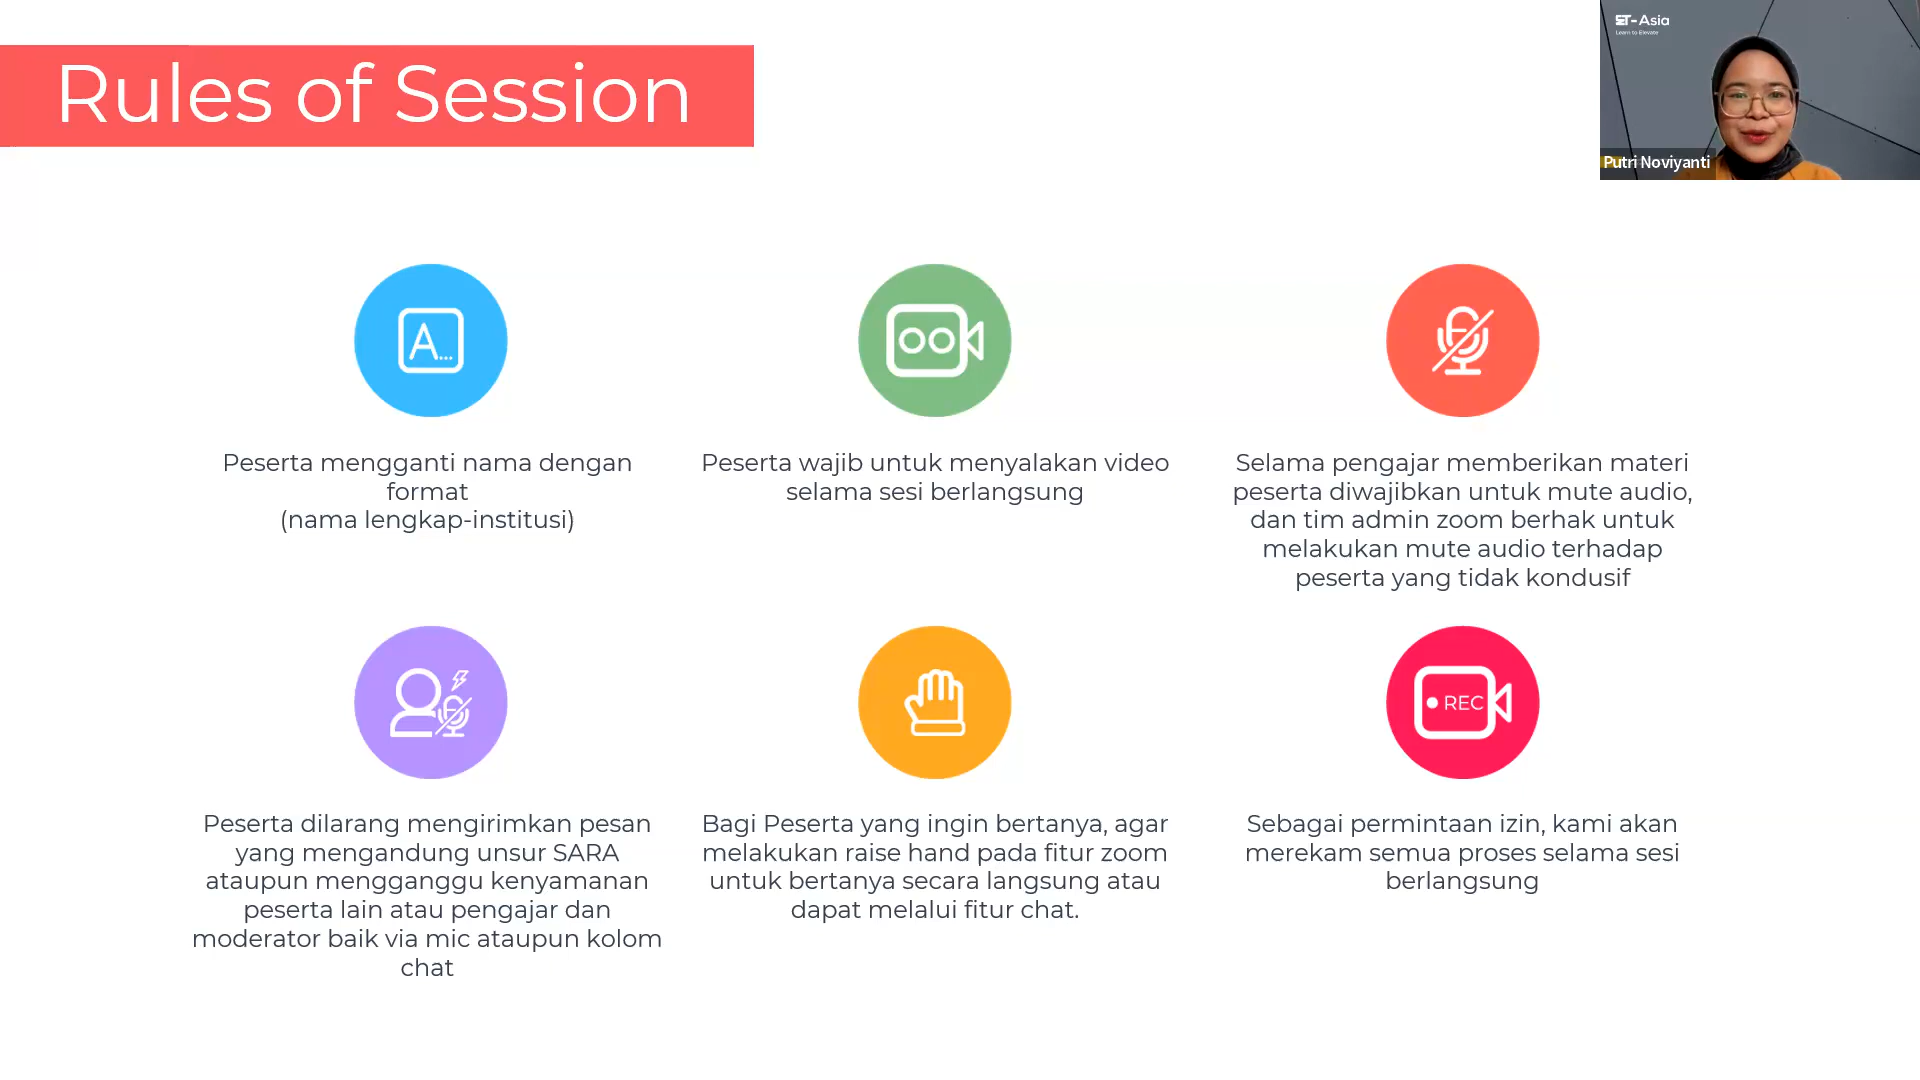 Rules of Session
ET-Asia
Learn to Elevate
Putri Noviyanti
A...
Peserta mengganti nama dengan
format
(nama lengkap-institusi)
Peserta wajib untuk menyalakan video
selama sesi berlangsung
Selama pengajar memberikan materi
peserta diwajibkan untuk mute audio,
dan tim admin zoom berhak untuk
melakukan mute audio terhadap
peserta yang tidak kondusif
Peserta dilarang mengirimkan pesan
yang mengandung unsur SARA
ataupun mengganggu kenyamanan
peserta lain atau pengajar dan
moderator baik via mic ataupun kolom
chat
Bagi Peserta yang ingin bertanya, agar
melakukan raise hand pada fitur zoom
untuk bertanya secara langsung atau
dapat melalui fitur chat.
REC
Sebagai permintaan izin, kami akan
merekam semua proses selama sesi
berlangsung